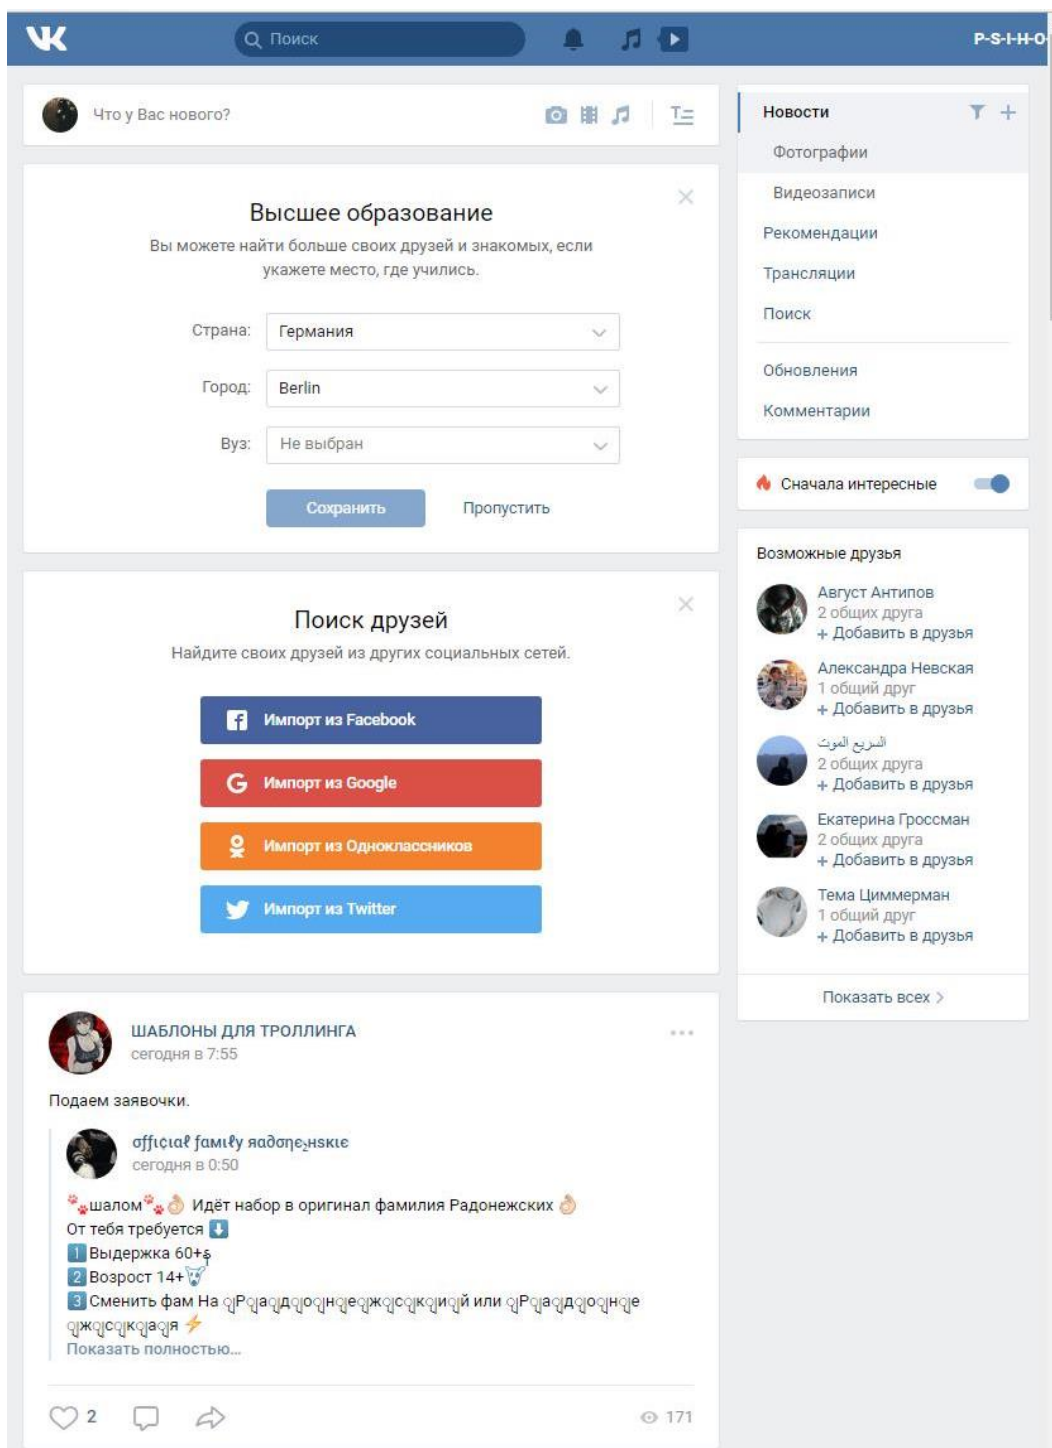 Поиск
P-S-I-H-O-
Что у Вас нового?
Высшее образование
Вы можете найти больше своих друзей и знакомых, если
укажете место, где учились.
Страна: Германия
Город: Berlin
Вуз: Не выбран
Сохранить Пропустить
Поиск друзей
Найдите своих друзей из других социальных сетей.
Импорт из Facebook
Импорт из Google
Импорт из Одноклассников
Импорт из Twitter
ШАБЛОНЫ ДЛЯ ТРОЛЛИНГА
сегодня в 7:55
Подаем заявочки.
сегодня в 0:50
шалом Идёт набор в оригинал фамилия Радонежских
От тебя требуется
1 Выдержка 60+
2 Возрост 14+
3 Сменить фам На Радонежский или Радоне
жская
Показать полностью...
2
171
Новости
Фотографии
Видеозаписи
Рекомендации
Трансляции
Поиск
Обновления
Комментарии
Сначала интересные
Возможные друзья
Август Антипов
2 общих друга
+ Добавить в друзья
Александра Невская
1 общий друг
+ Добавить в друзья
السريع الموت
2 общих друга
+ Добавить в друзья
Екатерина Гроссман
2 общих друга
+ Добавить в друзья
Тема Циммерман
1 общий друг
+ Добавить в друзья
Показать всех >